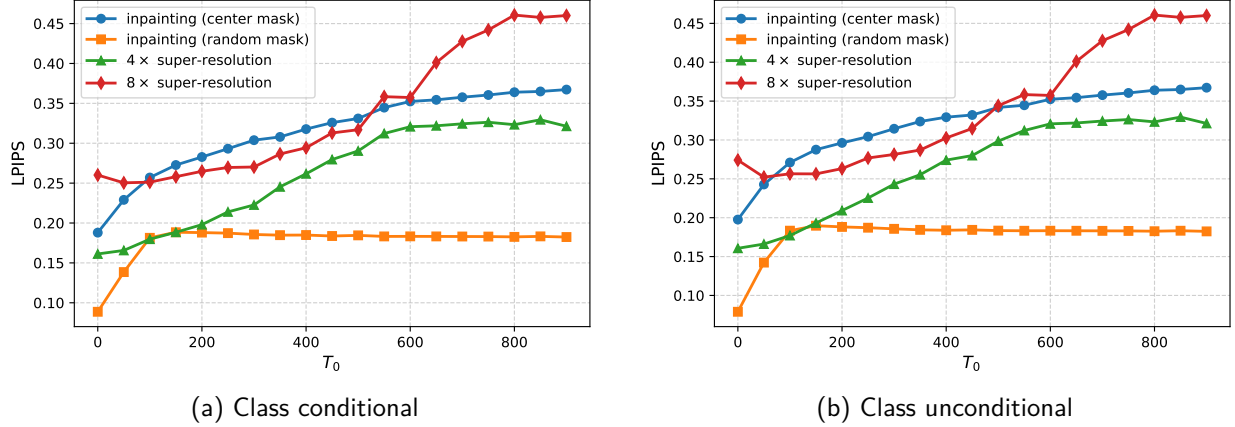 inpainting (center mask)
inpainting (random mask)
4× super-resolution
8× super-resolution
LPIPS
0.45
0.40
0.35
0.30
0.25
0.20
0.15
0.10
0 200 400 600 800
T₀
(a) Class conditional
inpainting (center mask)
inpainting (random mask)
4× super-resolution
8× super-resolution
LPIPS
0.45
0.40
0.35
0.30
0.25
0.20
0.15
0.10
0 200 400 600 800
T₀
(b) Class unconditional